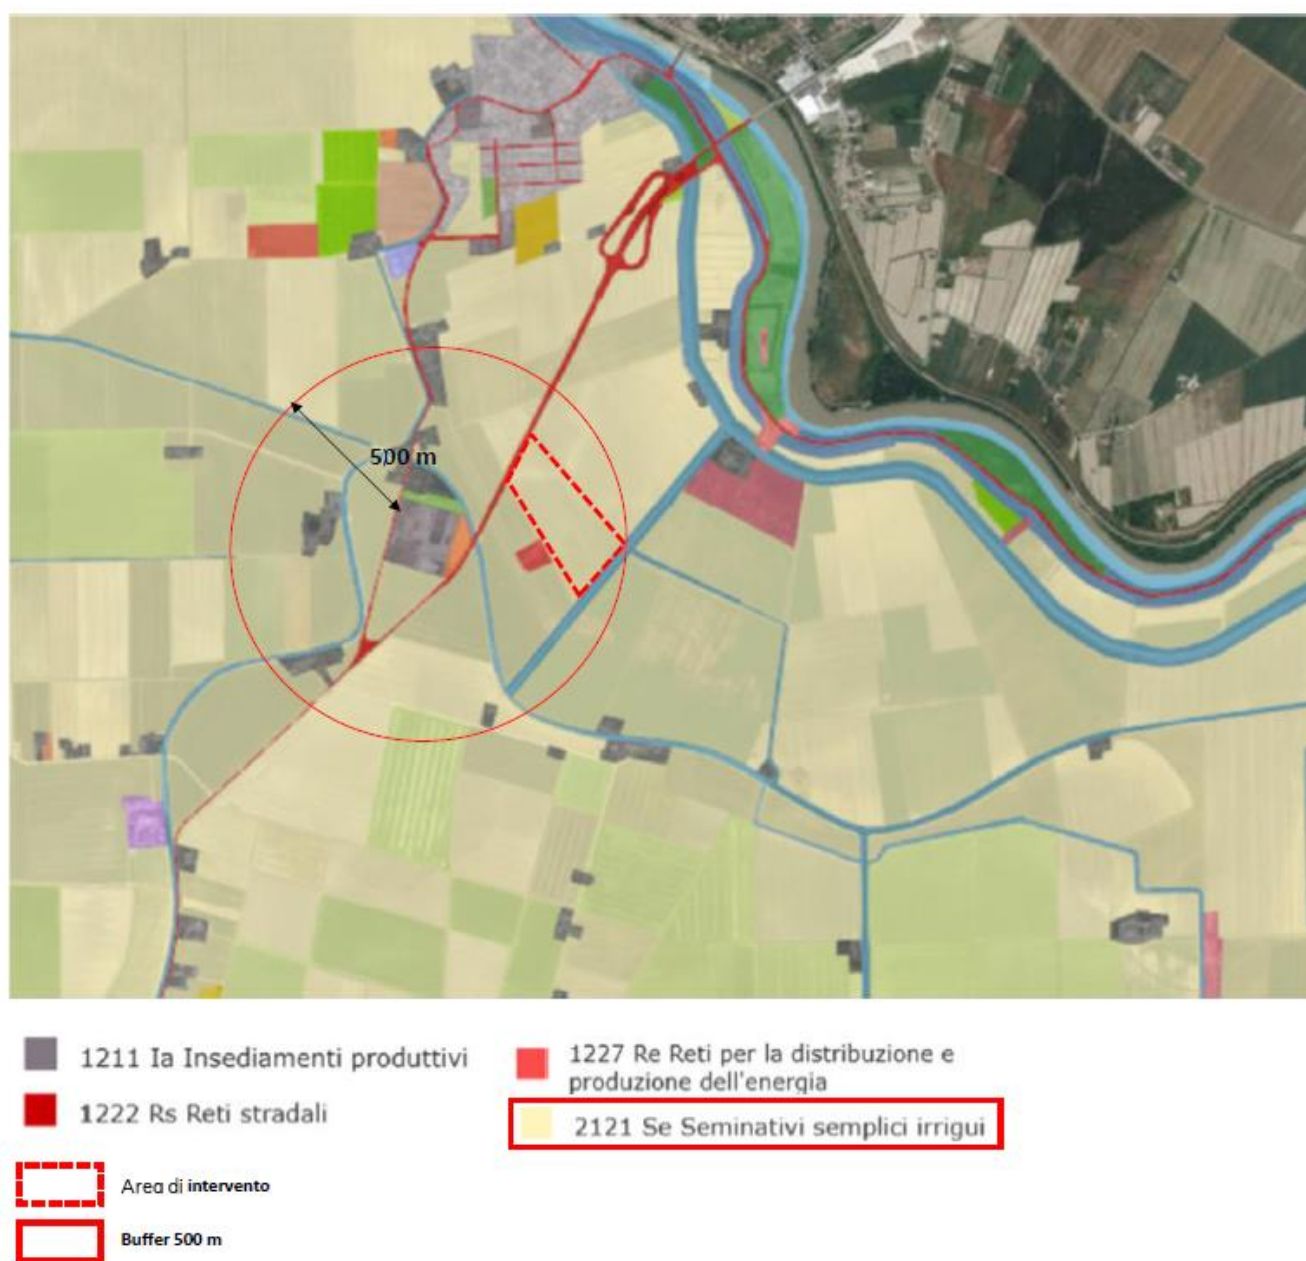 500 m
1211 Ia Insediamenti produttivi
1222 Rs Reti stradali
1227 Re Reti per la distribuzione e
produzione dell'energia
2121 Se Seminativi semplici irrigui
Area di intervento
Buffer 500 m